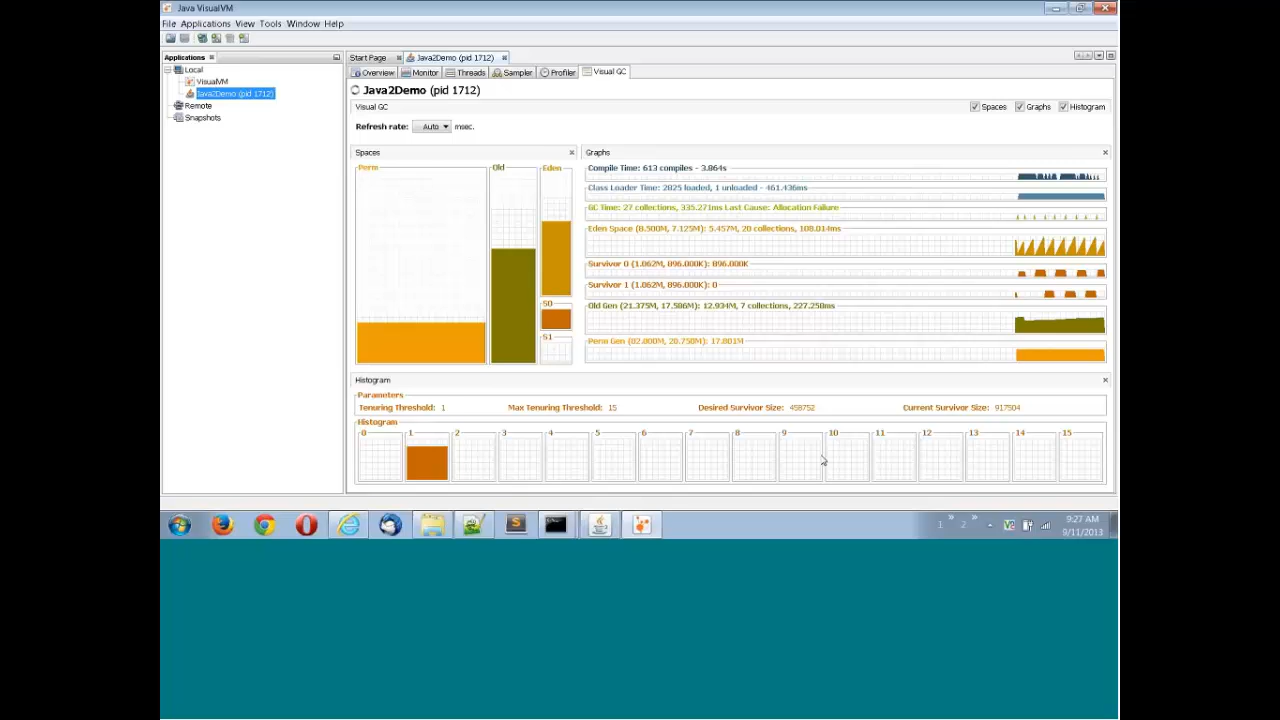 Java VisualVM
File Applications View Tools Window Help
Applications
Start Page Java2Demo (pid 1712)
Local
VisualVM
Java2Demo (pid 1712)
Remote
Snapshots
Overview Monitor Threads Sampler Profiler Visual GC
Java2Demo (pid 1712)
Visual GC Spaces Graphs Histogram
Refresh rate: Auto msec.
Spaces
Perm Old Eden
S0
S1
Graphs
Compile Time: 613 compiles - 3.864s
Class Loader Time: 2825 loaded, 1 unloaded - 461.436ms
GC Time: 27 collections, 335.271ms Last Cause: Allocation Failure
Eden Space (8.500M, 7.125M): 5.457M, 20 collections, 108.014ms
Survivor 0 (1.062M, 896.000K): 896.000K
Survivor 1 (1.062M, 896.000K): 0
Old Gen (21.375M, 17.586M): 12.934M, 7 collections, 227.258ms
Perm Gen (82.000M, 20.750M): 17.801M
Histogram
Parameters
Tenuring Threshold: 1 Max Tenuring Threshold: 15 Desired Survivor Size: 458752 Current Survivor Size: 917504
Histogram
0 1 2 3 4 5 6 7 8 9 10 11 12 13 14 15
1 » 2 » 9:27 AM
9/11/2013